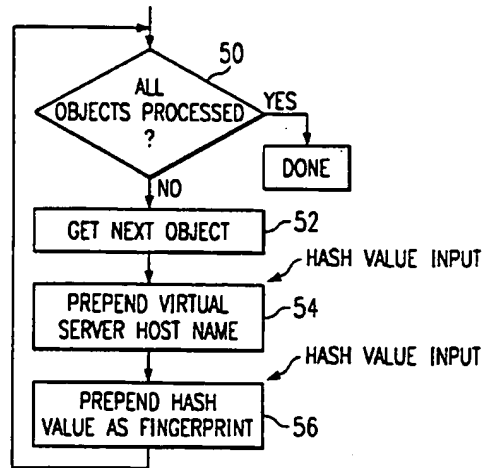 50
ALL
OBJECTS PROCESSED
?
YES
DONE
NO
GET NEXT OBJECT
52
HASH VALUE INPUT
PREPEND VIRTUAL
SERVER HOST NAME
54
HASH VALUE INPUT
PREPEND HASH
VALUE AS FINGERPRINT
56